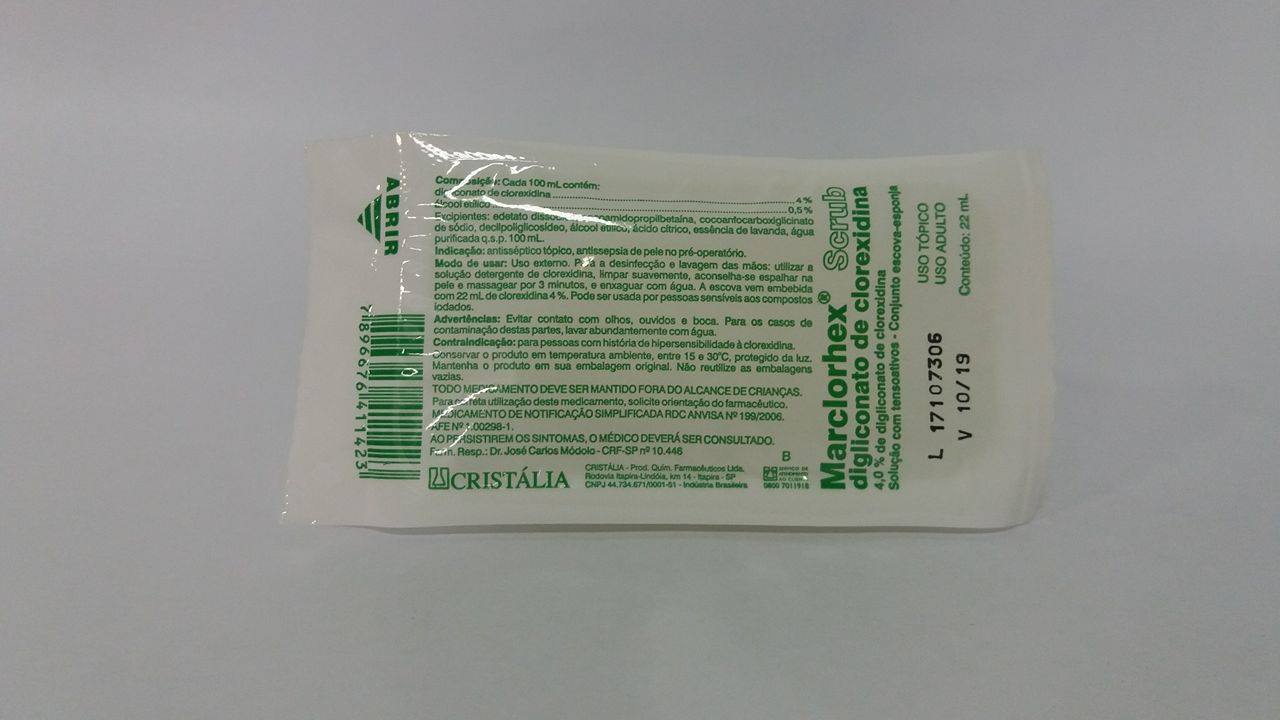 ABRIR
7 896676 411423
Composição: Cada 100 mL contém:
digliconato de clorexidina 4%
álcool etílico 0,5%
Excipientes: edetato cocoanfocarboxiglicinato
de sódio, decilpoliglicosídeo, álcool etílico, ácido cítrico, essência de lavanda, água
purificada q.s.p. 100 mL.
Indicação: antisséptico tópico, antissepsia de pele no pré-operatório.
Modo de usar: Uso externo. Para a desinfecção e lavagem das mãos: utilizar a
solução detergente de clorexidina, limpar suavemente, aconselha-se espalhar na
pele e massagear por 3 minutos, e enxaguar com água. A escova vem embebida
com 22 mL de clorexidina 4%. Pode ser usada por pessoas sensíveis aos compostos
iodados.
Advertências: Evitar contato com olhos, ouvidos e boca. Para os casos de
contaminação destas partes, lavar abundantemente com água.
Contraindicação: para pessoas com história de hipersensibilidade à clorexidina.
Conservar o produto em temperatura ambiente, entre 15 e 30°C, protegido da luz.
Mantenha o produto em sua embalagem original. Não reutilize as embalagens
vazias.
TODO MEDICAMENTO DEVE SER MANTIDO FORA DO ALCANCE DE CRIANÇAS.
Para correta utilização deste medicamento, solicite orientação do farmacêutico.
MEDICAMENTO DE NOTIFICAÇÃO SIMPLIFICADA RDC ANVISA Nº 199/2006.
AFE Nº 1.00298-1.
AO PERSISTIREM OS SINTOMAS, O MÉDICO DEVERÁ SER CONSULTADO.
Farm. Resp.: Dr. José Carlos Módolo - CRF-SP nº 10.446
B
CRISTÁLIA
CRISTÁLIA - Prod. Quím. Farmacêuticos Ltda.
Rodovia Itapira-Lindóia, km 14 - Itapira - SP
CNPJ 44.734.671/0001-51 - Indústria Brasileira
SERVIÇO DE
ATENDIMENTO
AO CLIENTE
0800 7011918
Marclorhex® Scrub
digliconato de clorexidina
4,0 % de digliconato de clorexidina
Solução com tensoativos - Conjunto escova-esponja
USO TÓPICO
USO ADULTO
Conteúdo: 22 mL
L 17107306
V 10/19